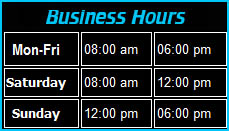 Business Hours
Mon-Fri 08:00 am 06:00 pm
Saturday 08:00 am 12:00 pm
Sunday 12:00 pm 06:00 pm